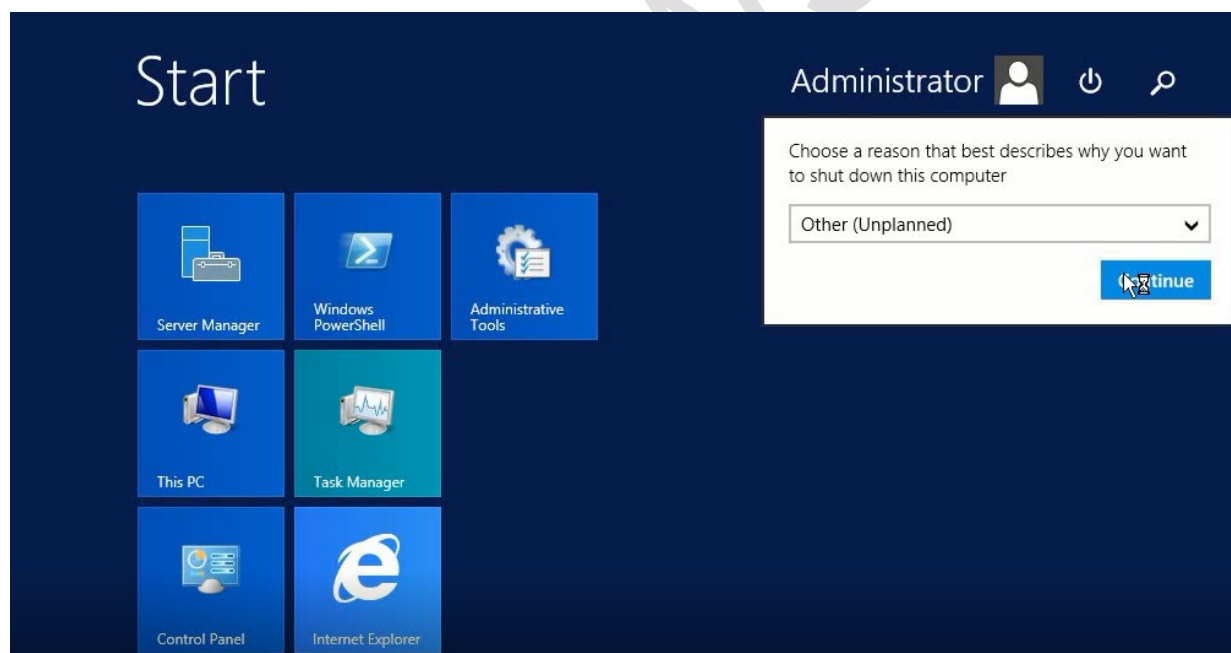 Start
Administrator
Choose a reason that best describes why you want
to shut down this computer
Other (Unplanned)
Continue
Server Manager
Windows
PowerShell
Administrative
Tools
This PC
Task Manager
Control Panel
Internet Explorer